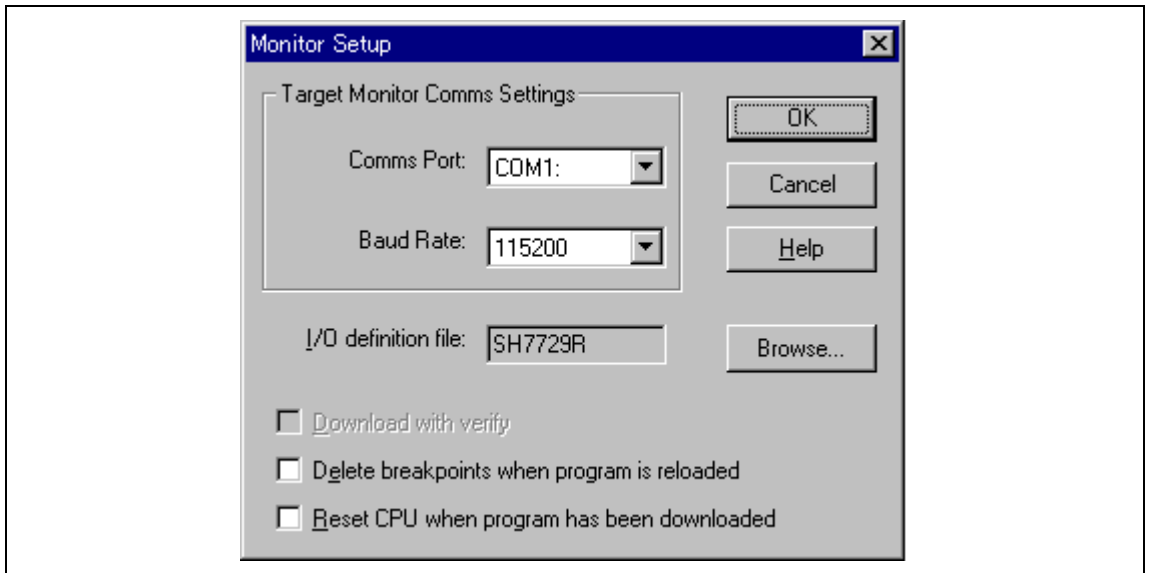 Monitor Setup
Target Monitor Comms Settings
OK
Comms Port: COM1:
Cancel
Baud Rate: 115200
Help
I/O definition file: SH7729R
Browse...
Download with verify
Delete breakpoints when program is reloaded
Reset CPU when program has been downloaded